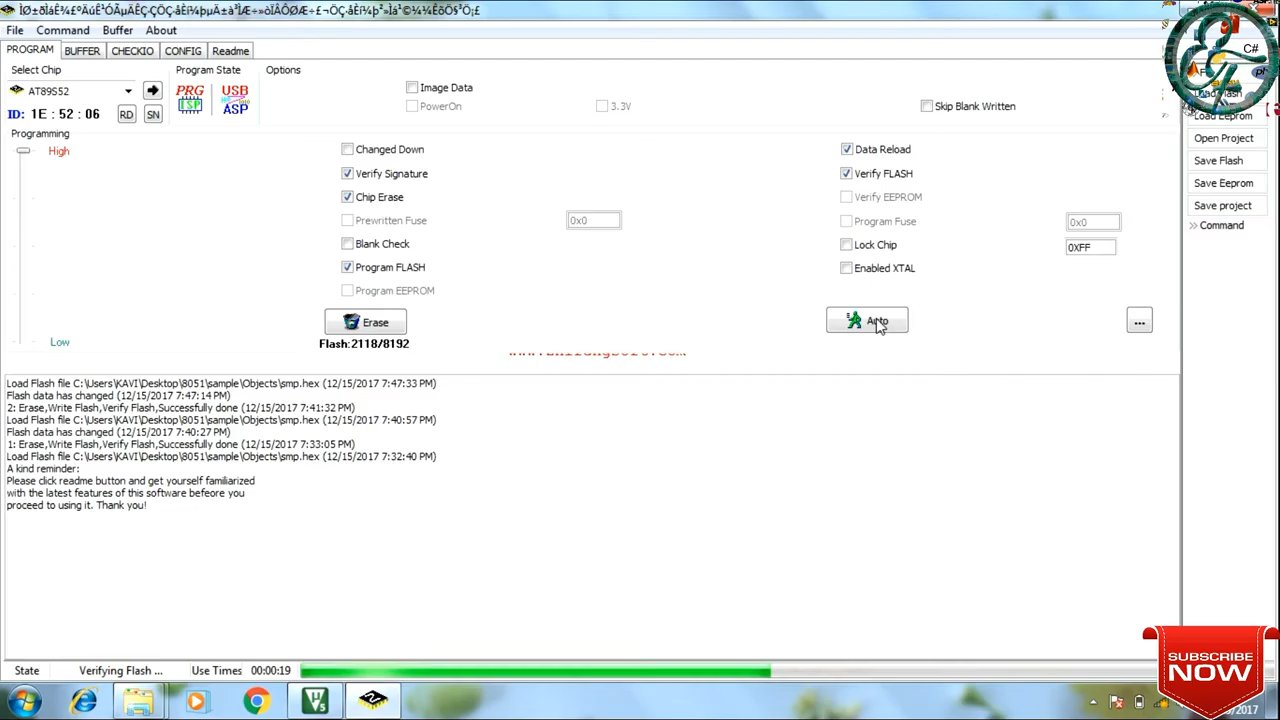 File Command Buffer About
PROGRAM BUFFER CHECKIO CONFIG Readme
Select Chip Program State Options
AT89S52
PRG ISP
USB ASP
ID: 1E : 52 : 06 RD SN
Image Data
PowerOn 3.3V Skip Blank Written
C#
Load Eeprom
Open Project
Save Flash
Save Eeprom
Save project
>> Command
Programming
High
Low
Changed Down Data Reload
Verify Signature Verify FLASH
Chip Erase Verify EEPROM
Prewritten Fuse 0x0 Program Fuse 0x0
Blank Check Lock Chip 0XFF
Program FLASH Enabled XTAL
Program EEPROM
Erase Auto ...
Flash:2118/8192
Load Flash file C:\Users\KAVI\Desktop\8051\sample\Objects\smp.hex (12/15/2017 7:47:33 PM)
Flash data has changed (12/15/2017 7:47:14 PM)
2: Erase,Write Flash,Verify Flash,Successfully done (12/15/2017 7:41:32 PM)
Load Flash file C:\Users\KAVI\Desktop\8051\sample\Objects\smp.hex (12/15/2017 7:40:57 PM)
Flash data has changed (12/15/2017 7:40:27 PM)
1: Erase,Write Flash,Verify Flash,Successfully done (12/15/2017 7:33:05 PM)
Load Flash file C:\Users\KAVI\Desktop\8051\sample\Objects\smp.hex (12/15/2017 7:32:40 PM)
A kind reminder:
Please click readme button and get yourself familiarized
with the latest features of this software befeore you
proceed to using it. Thank you!
State Verifying Flash ... Use Times 00:00:19
SUBSCRIBE
NOW
/2017